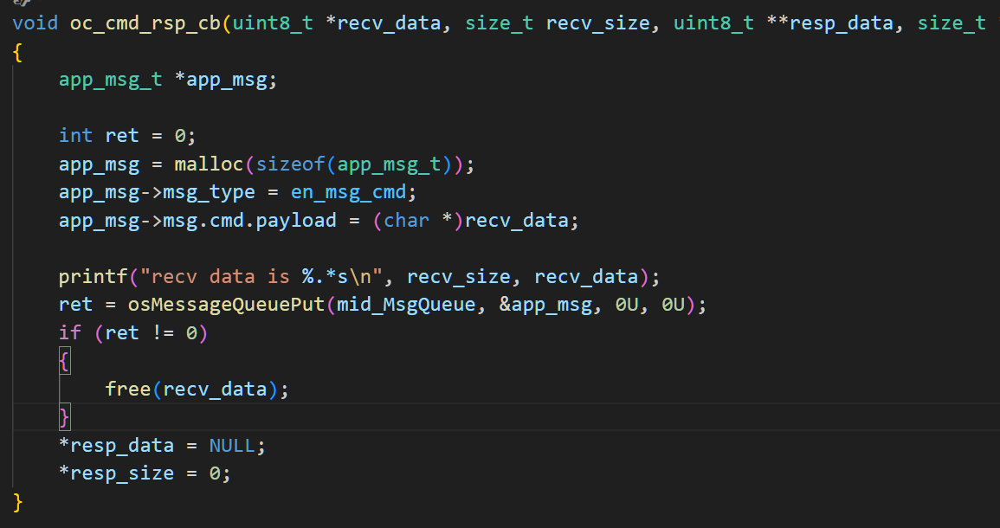 void oc_cmd_rsp_cb(uint8_t *recv_data, size_t recv_size, uint8_t **resp_data, size_t
{
    app_msg_t *app_msg;

    int ret = 0;
    app_msg = malloc(sizeof(app_msg_t));
    app_msg->msg_type = en_msg_cmd;
    app_msg->msg.cmd.payload = (char *)recv_data;

    printf("recv data is %.*s\n", recv_size, recv_data);
    ret = osMessageQueuePut(mid_MsgQueue, &app_msg, 0U, 0U);
    if (ret != 0)
    {
        free(recv_data);
    }
    *resp_data = NULL;
    *resp_size = 0;
}